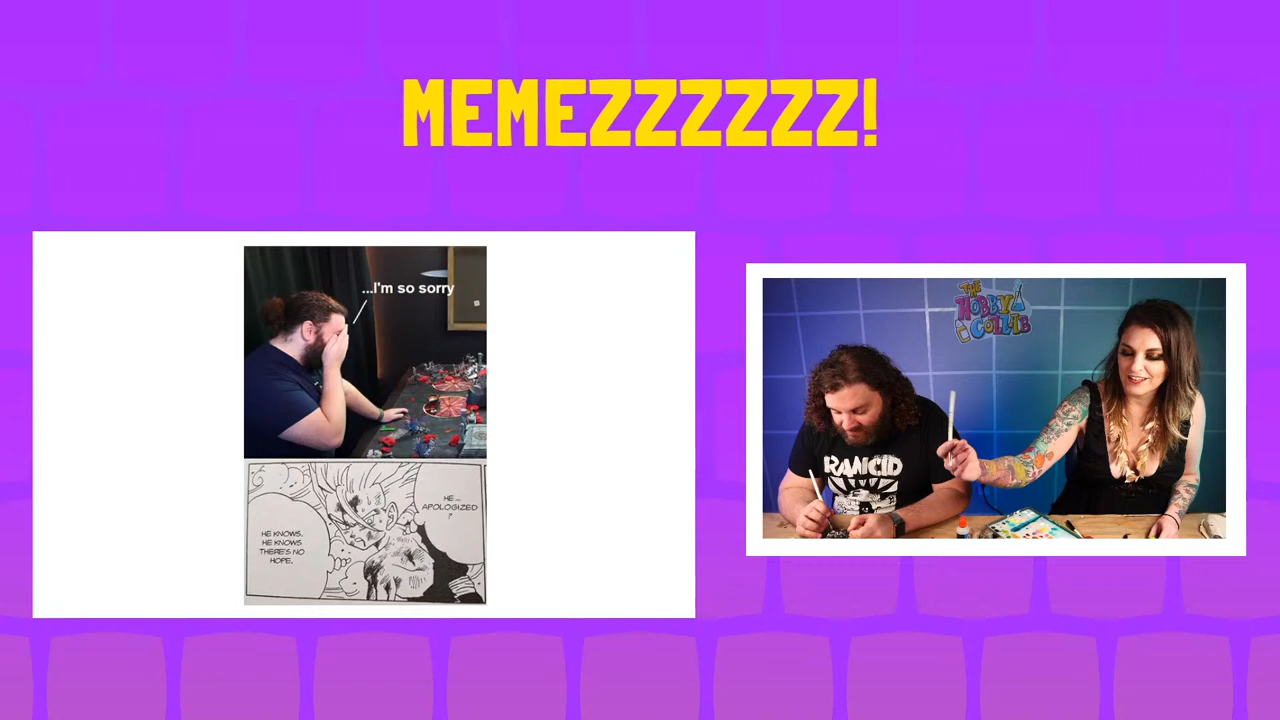 MEMEZZZZZZ!
...I'm so sorry
HE...
APOLOGIZED
?
HE KNOWS.
HE KNOWS
THERE'S NO
HOPE.
THE
HOBBY
COLLAB
RANCID